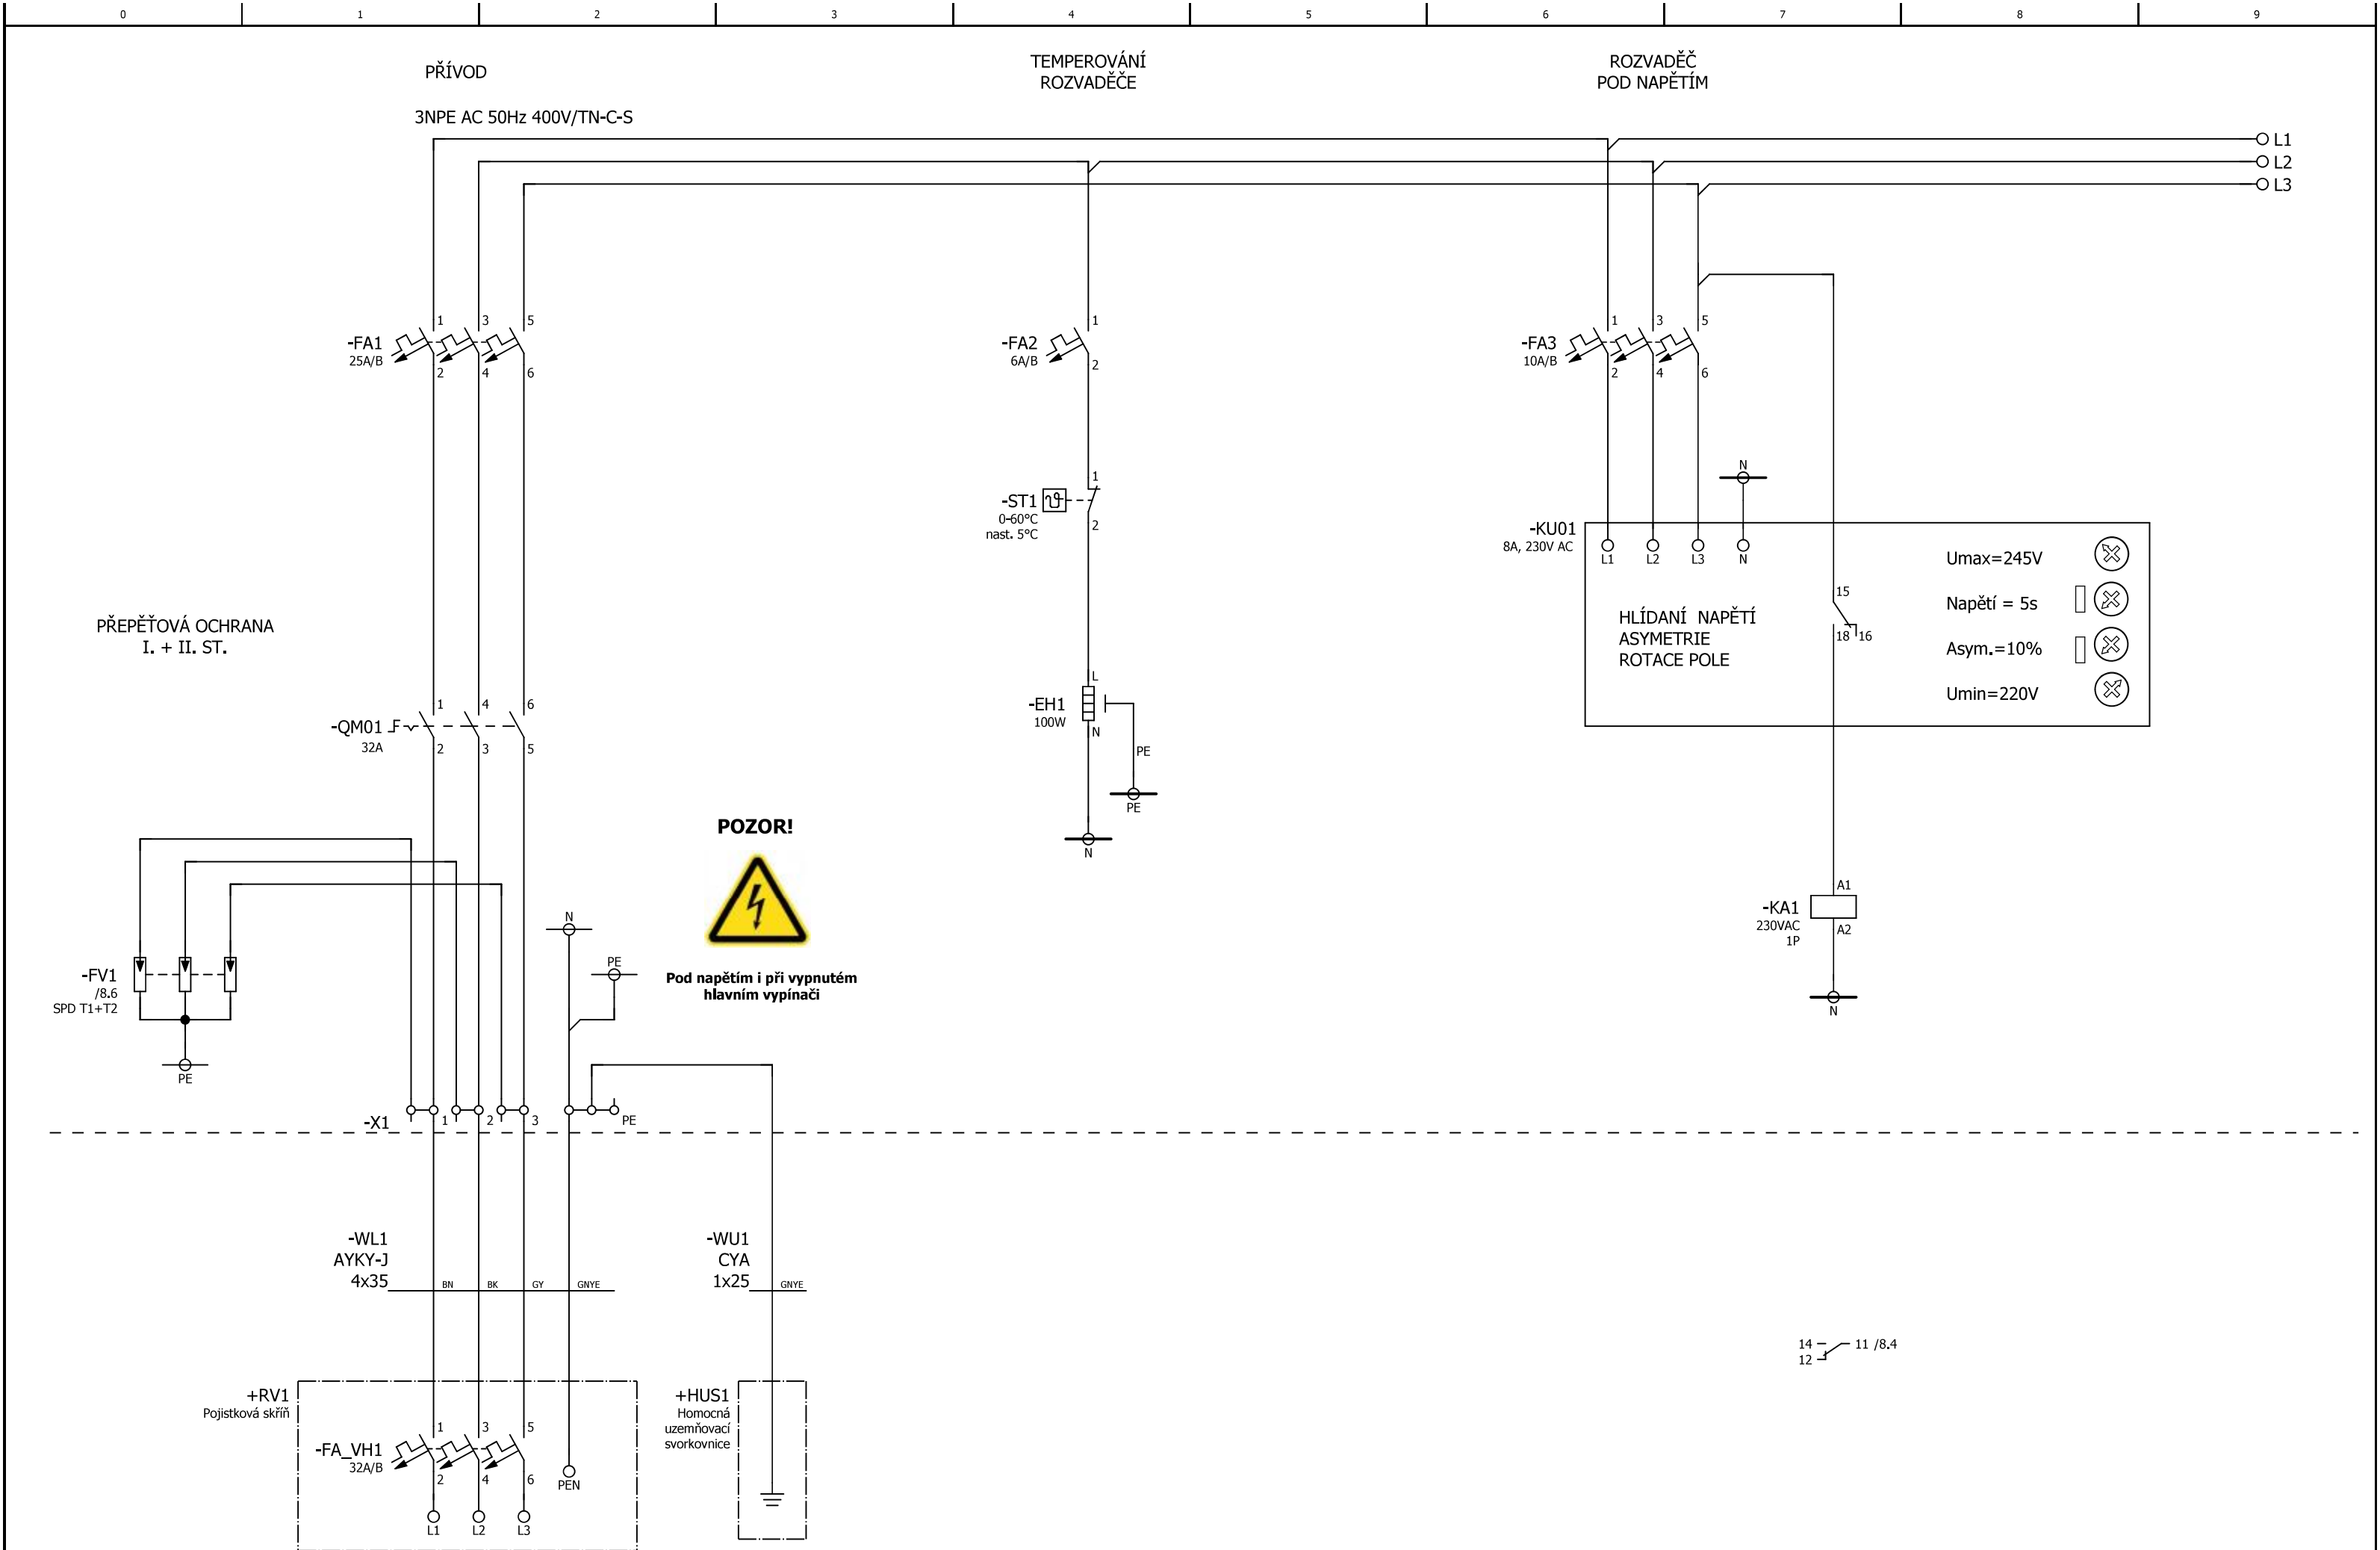 0 1 2 3 4 5 6 7 8 9
PŘÍVOD
3NPE AC 50Hz 400V/TN-C-S
TEMPEROVÁNÍ
ROZVADĚČE
ROZVADĚČ
POD NAPĚTÍM
L1
L2
L3
-FA1
25A/B
1 3 5
2 4 6
-FA2
6A/B
1
2
-FA3
10A/B
1 3 5
2 4 6
-ST1
0-60°C
nast. 5°C
1
2
N
-KU01
8A, 230V AC
L1 L2 L3 N
HLÍDANÍ NAPĚTÍ
ASYMETRIE
ROTACE POLE
15
18 16
Umax=245V
Napětí = 5s
Asym.=10%
Umin=220V
PŘEPĚŤOVÁ OCHRANA
I. + II. ST.
-QM01
32A
1 4 6
2 3 5
-EH1
100W
L
N
PE
PE
N
POZOR!
Pod napětím i při vypnutém
hlavním vypínači
-KA1
230VAC
1P
A1
A2
N
-FV1
/8.6
SPD T1+T2
PE
N
PE
-X1
1 2 3 PE
-WL1
AYKY-J
4x35
BN BK GY GNYE
-WU1
CYA
1x25
GNYE
14 11 /8.4
12
+RV1
Pojistková skříň
-FA_VH1
32A/B
1 3 5
2 4 6
L1 L2 L3
PEN
+HUS1
Homocná
uzemňovací
svorkovnice